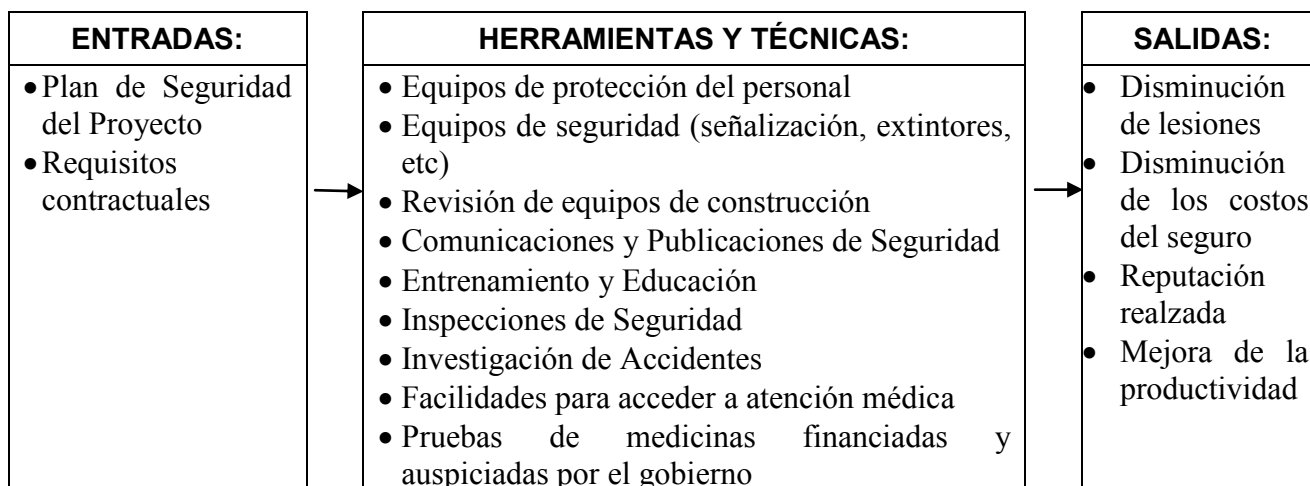 ENTRADAS:
• Plan de Seguridad
del Proyecto
• Requisitos
contractuales
HERRAMIENTAS Y TÉCNICAS:
• Equipos de protección del personal
• Equipos de seguridad (señalización, extintores,
etc)
• Revisión de equipos de construcción
• Comunicaciones y Publicaciones de Seguridad
• Entrenamiento y Educación
• Inspecciones de Seguridad
• Investigación de Accidentes
• Facilidades para acceder a atención médica
• Pruebas de medicinas financiadas y
auspiciadas por el gobierno
SALIDAS:
• Disminución
de lesiones
• Disminución
de los costos
del seguro
• Reputación
realzada
• Mejora de la
productividad